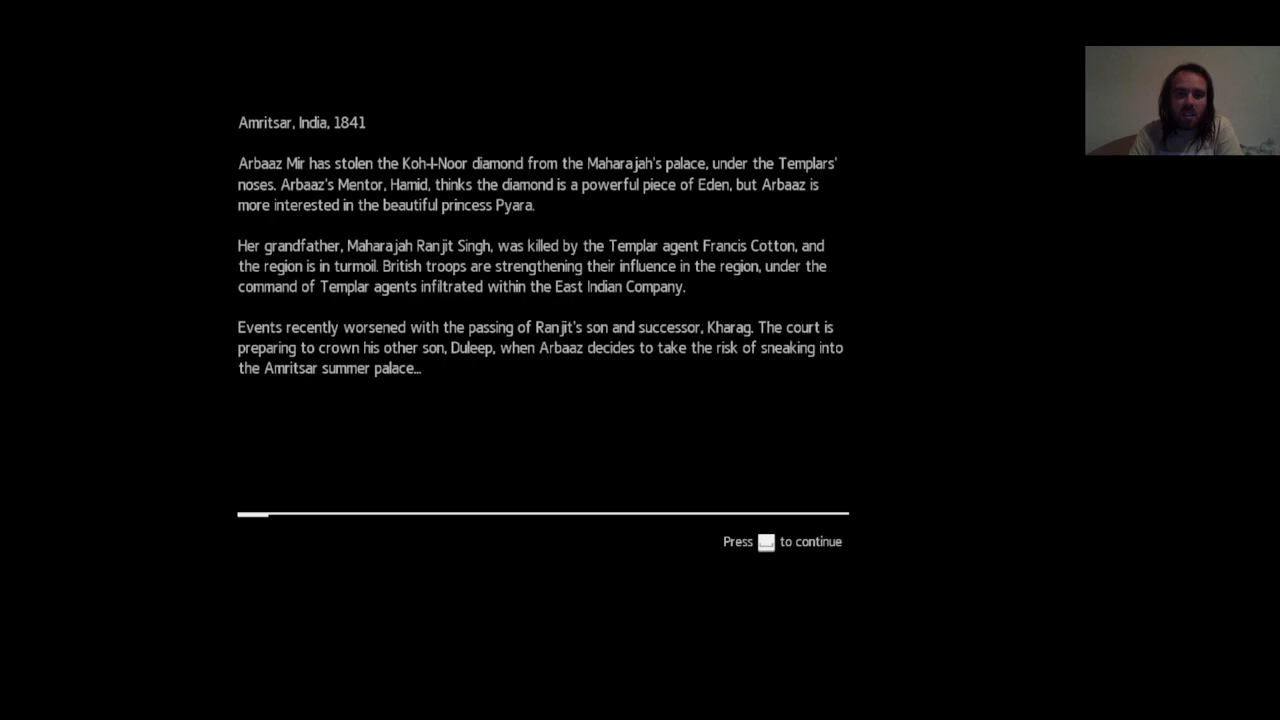 Amritsar, India, 1841
Arbaaz Mir has stolen the Koh-I-Noor diamond from the Maharajah's palace, under the Templars'
noses. Arbaaz's Mentor, Hamid, thinks the diamond is a powerful piece of Eden, but Arbaaz is
more interested in the beautiful princess Pyara.
Her grandfather, Maharajah Ranjit Singh, was killed by the Templar agent Francis Cotton, and
the region is in turmoil. British troops are strengthening their influence in the region, under the
command of Templar agents infiltrated within the East Indian Company.
Events recently worsened with the passing of Ranjit's son and successor, Kharag. The court is
preparing to crown his other son, Duleep, when Arbaaz decides to take the risk of sneaking into
the Amritsar summer palace...
Press to continue